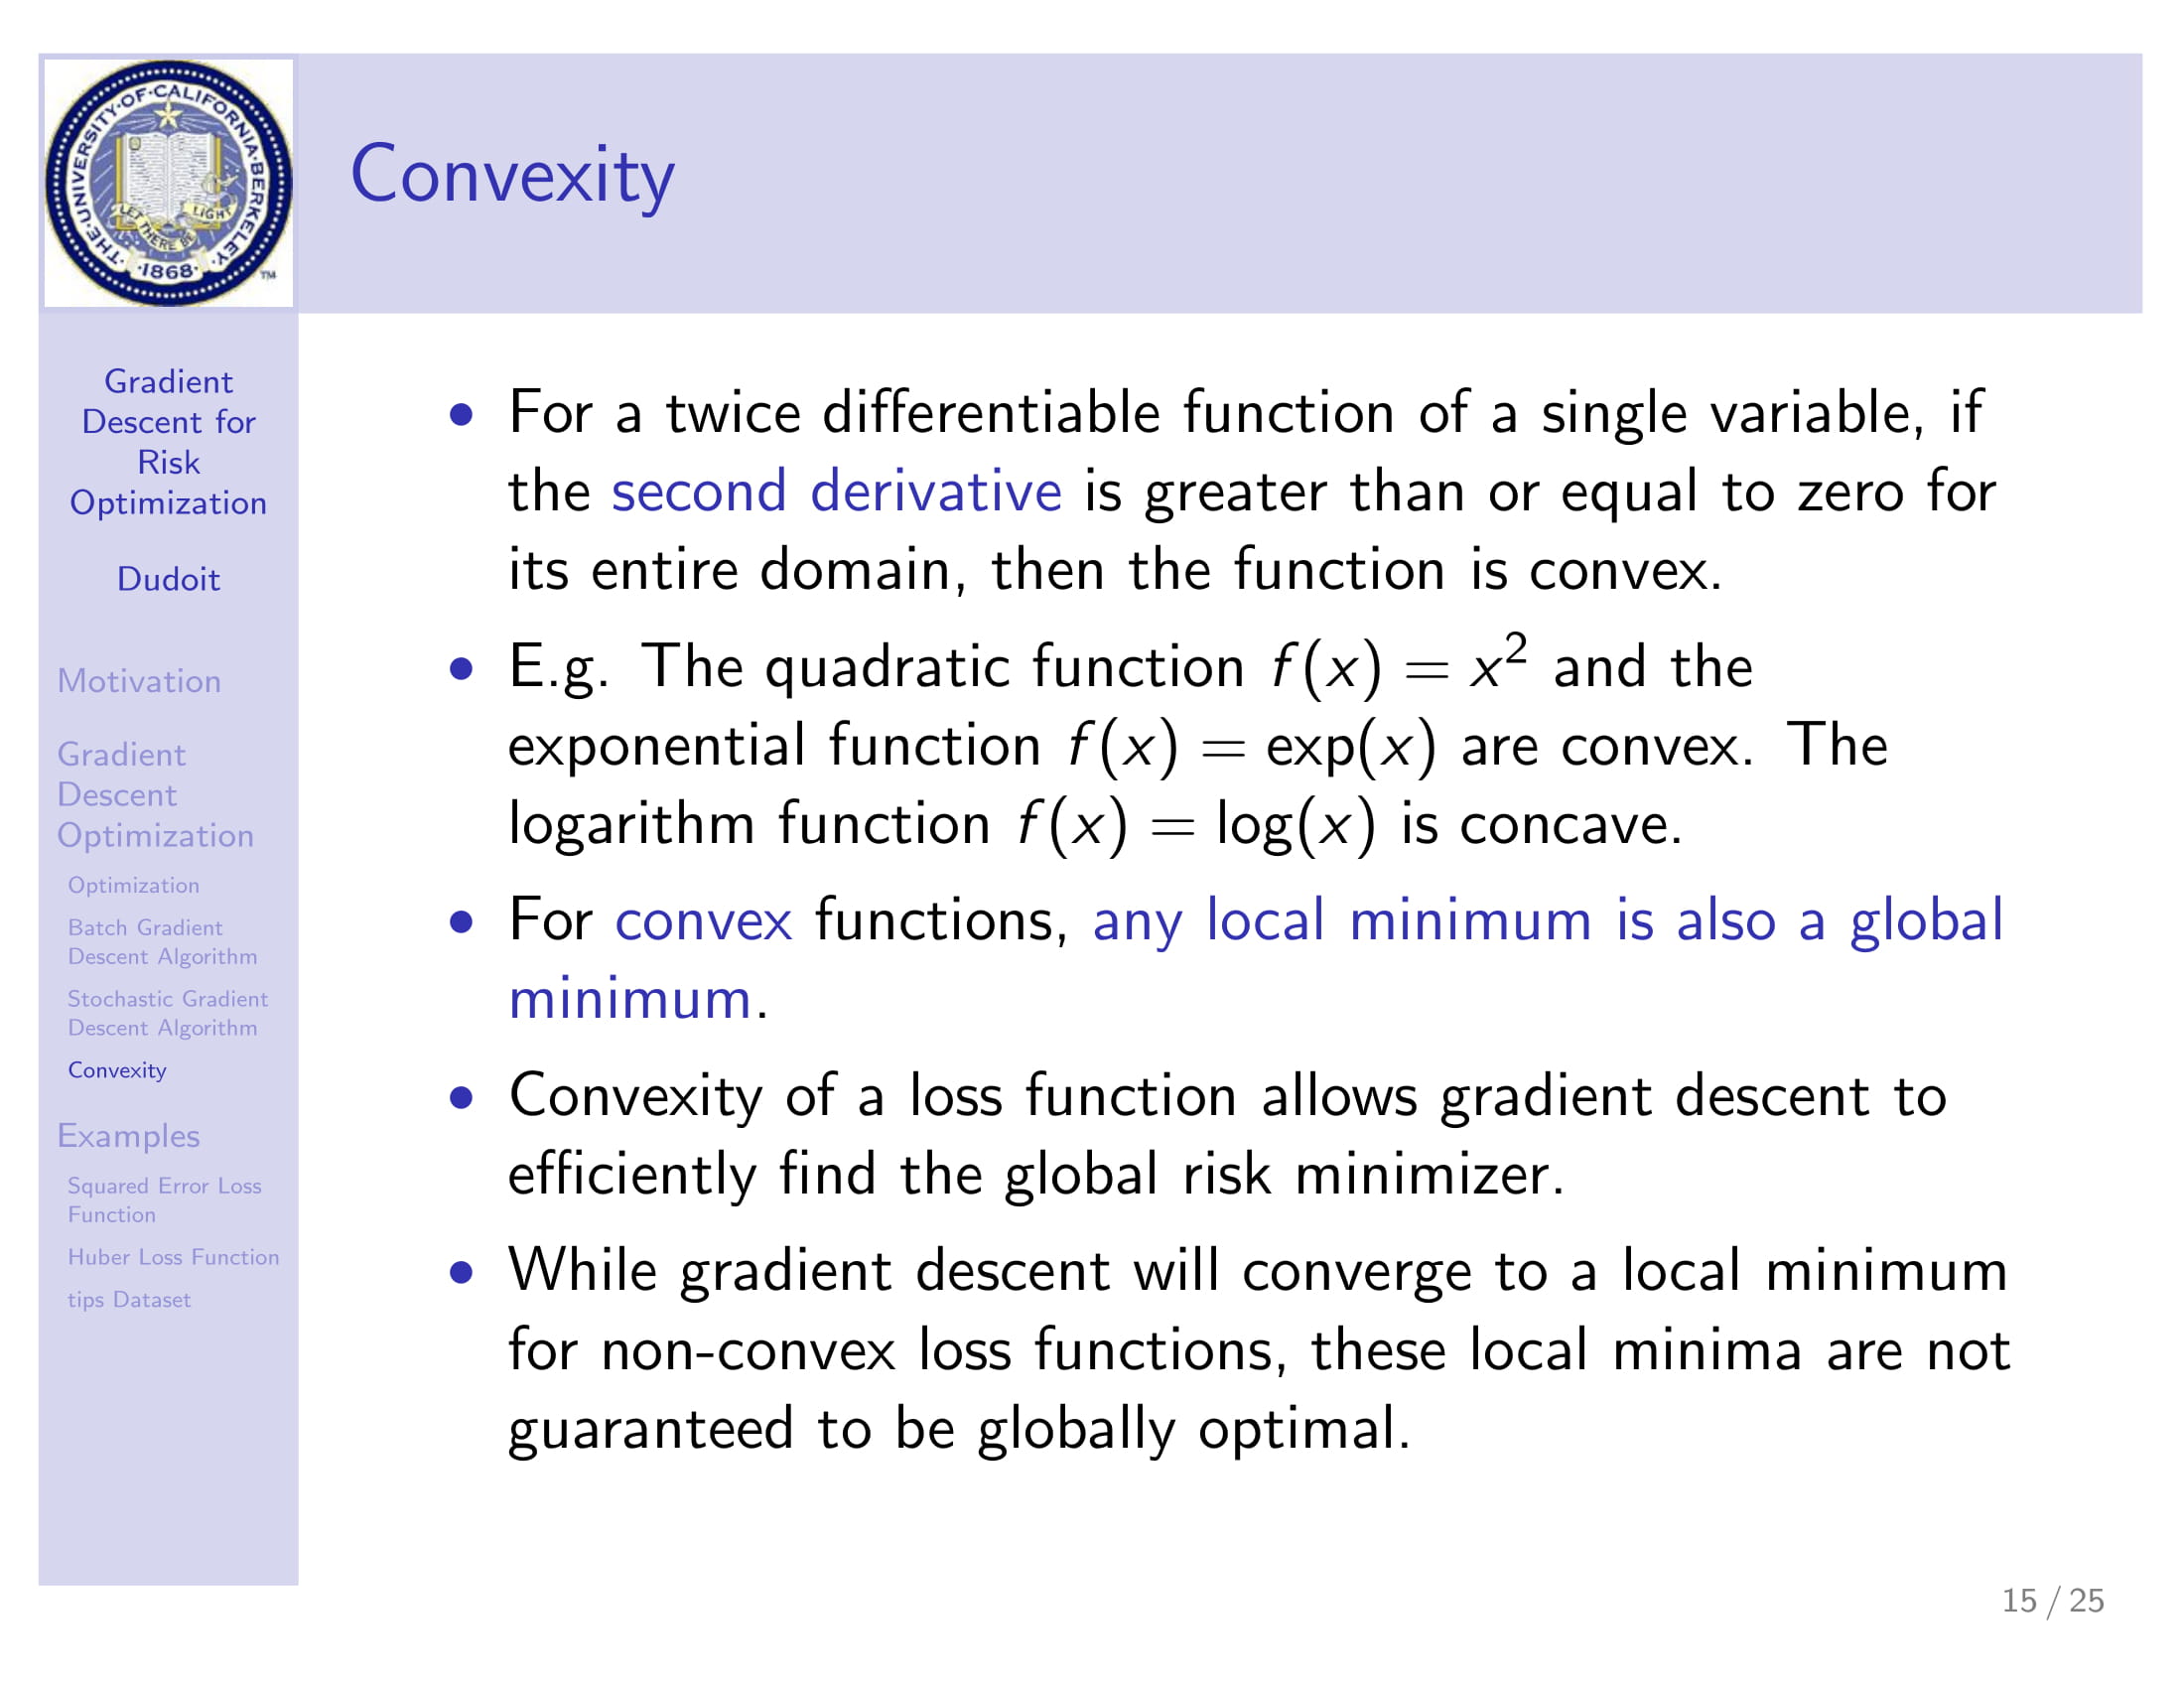 THE·UNIVERSITY·OF·CALIFORNIA·BERKELEY
LET THERE BE LIGHT
·1868·
TM
Convexity
Gradient
Descent for
Risk
Optimization
Dudoit
Motivation
Gradient
Descent
Optimization
Optimization
Batch Gradient
Descent Algorithm
Stochastic Gradient
Descent Algorithm
Convexity
Examples
Squared Error Loss
Function
Huber Loss Function
tips Dataset
• For a twice differentiable function of a single variable, if
the second derivative is greater than or equal to zero for
its entire domain, then the function is convex.
• E.g. The quadratic function f(x) = x² and the
exponential function f(x) = exp(x) are convex. The
logarithm function f(x) = log(x) is concave.
• For convex functions, any local minimum is also a global
minimum.
• Convexity of a loss function allows gradient descent to
efficiently find the global risk minimizer.
• While gradient descent will converge to a local minimum
for non-convex loss functions, these local minima are not
guaranteed to be globally optimal.
15 / 25